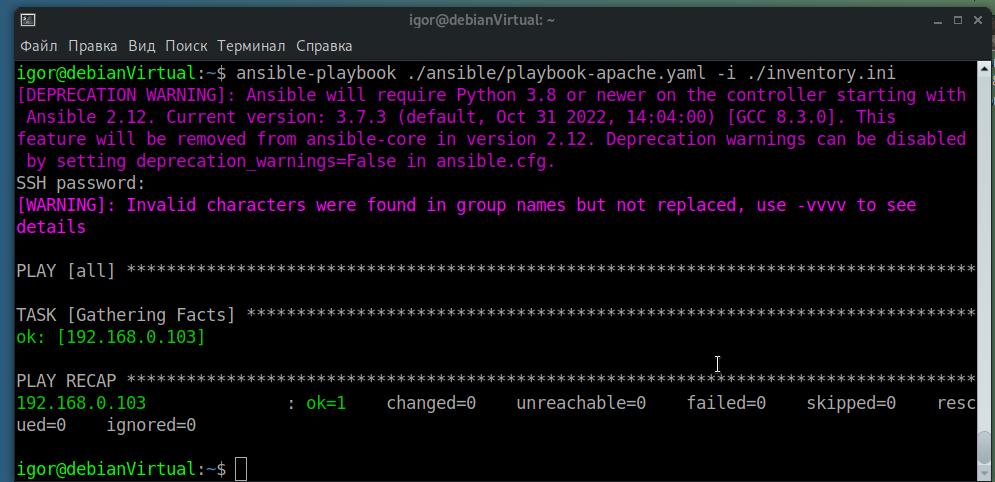 igor@debianVirtual: ~
Файл Правка Вид Поиск Терминал Справка
igor@debianVirtual:~$ ansible-playbook ./ansible/playbook-apache.yaml -i ./inventory.ini
[DEPRECATION WARNING]: Ansible will require Python 3.8 or newer on the controller starting with
 Ansible 2.12. Current version: 3.7.3 (default, Oct 31 2022, 14:04:00) [GCC 8.3.0]. This
feature will be removed from ansible-core in version 2.12. Deprecation warnings can be disabled
 by setting deprecation_warnings=False in ansible.cfg.
SSH password:
[WARNING]: Invalid characters were found in group names but not replaced, use -vvvv to see
details
PLAY [all] *************************************************************************************
TASK [Gathering Facts] *************************************************************************
ok: [192.168.0.103]
PLAY RECAP *************************************************************************************
192.168.0.103              : ok=1    changed=0    unreachable=0    failed=0    skipped=0    resc
ued=0    ignored=0
igor@debianVirtual:~$